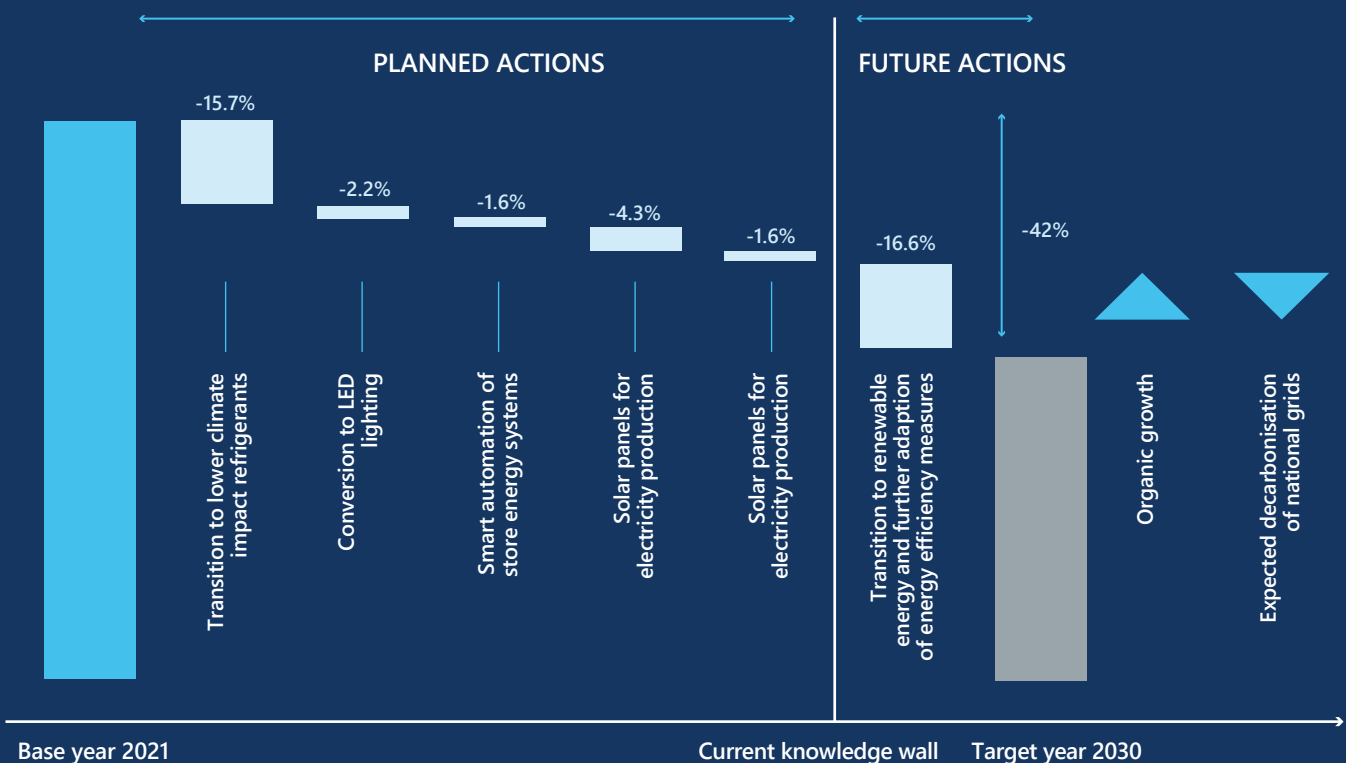 PLANNED ACTIONS
FUTURE ACTIONS
-15.7%
-2.2%
-1.6%
-4.3%
-1.6%
-16.6%
-42%
Transition to lower climate
impact refrigerants
Conversion to LED
lighting
Smart automation of
store energy systems
Solar panels for
electricity production
Solar panels for
electricity production
Transition to renewable
energy and further adaption
of energy efficiency measures
Organic growth
Expected decarbonisation
of national grids
Base year 2021
Current knowledge wall
Target year 2030